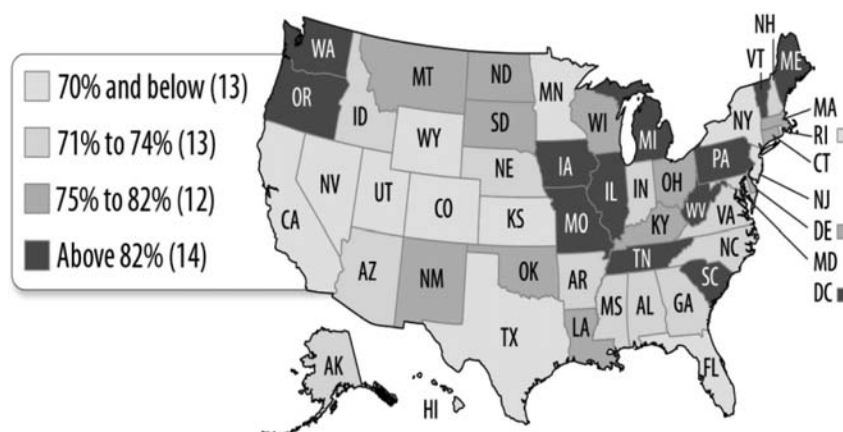 70% and below (13)
71% to 74% (13)
75% to 82% (12)
Above 82% (14)
WA
OR
CA
NV
ID
MT
WY
UT
CO
AZ
NM
ND
SD
NE
KS
OK
TX
MN
IA
MO
AR
LA
WI
IL
MI
IN
OH
KY
TN
MS
AL
GA
FL
SC
NC
VA
WV
PA
NY
VT
NH
ME
MA
RI
CT
NJ
DE
MD
DC
AK
HI